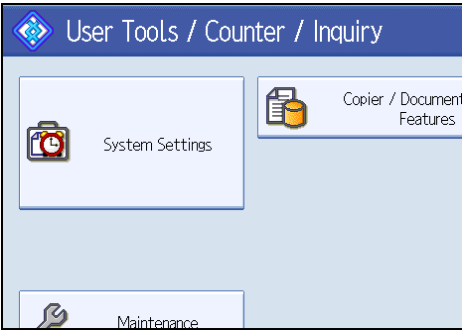 User Tools / Counter / Inquiry
System Settings
Copier / Document
Features
Maintenance